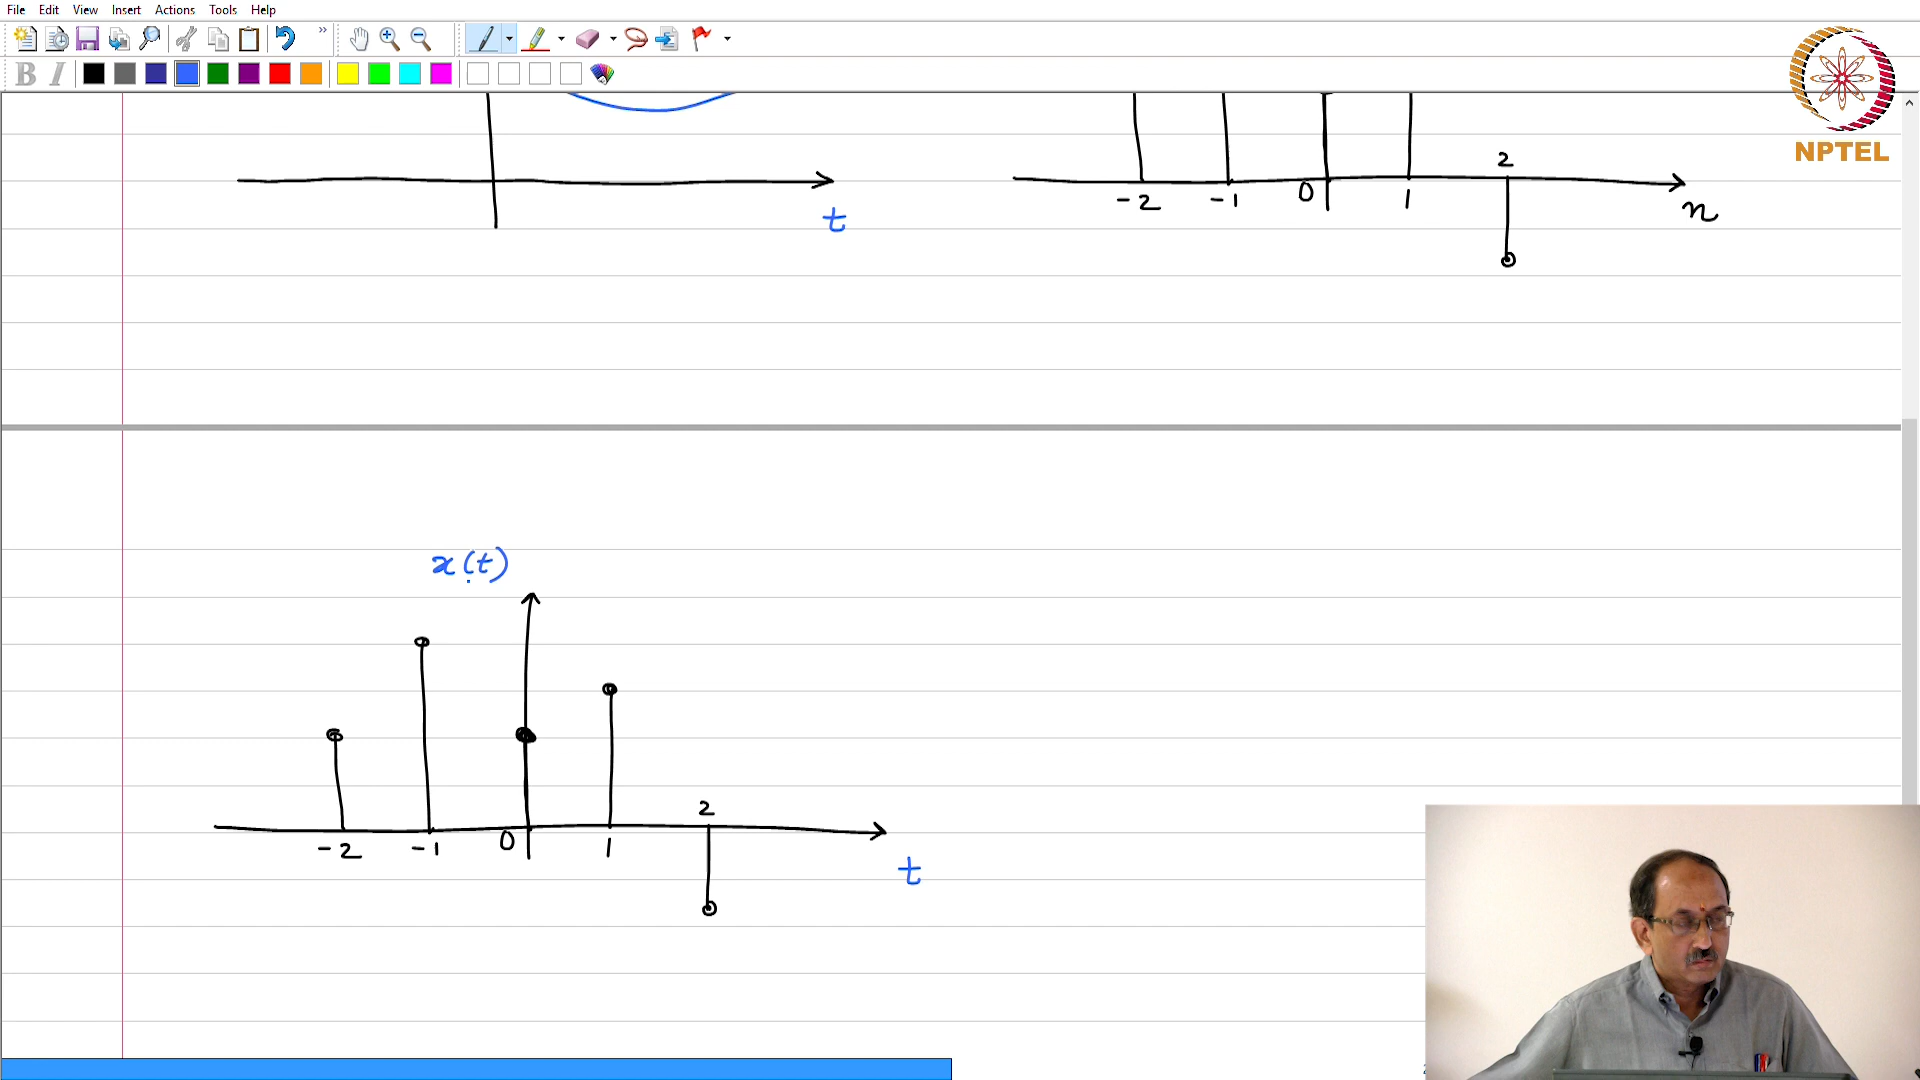 File Edit View Insert Actions Tools Help
»
B I
NPTEL
2
-2 -1 0 1
n
t
x(t)
2
-2 -1 0 1
t